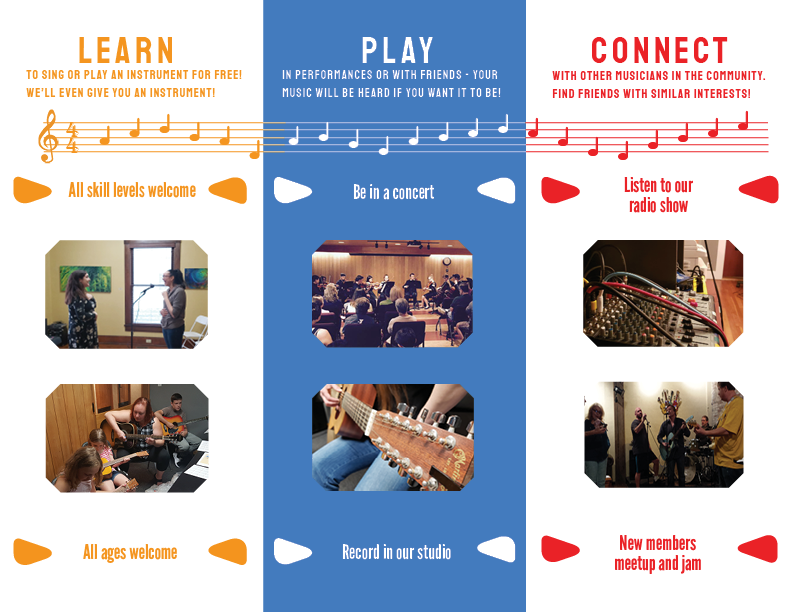 LEARN
TO SING OR PLAY AN INSTRUMENT FOR FREE!
WE'LL EVEN GIVE YOU AN INSTRUMENT!
4
4
All skill levels welcome
All ages welcome
PLAY
IN PERFORMANCES OR WITH FRIENDS - YOUR
MUSIC WILL BE HEARD IF YOU WANT IT TO BE!
Be in a concert
Record in our studio
CONNECT
WITH OTHER MUSICIANS IN THE COMMUNITY.
FIND FRIENDS WITH SIMILAR INTERESTS!
Listen to our
radio show
New members
meetup and jam